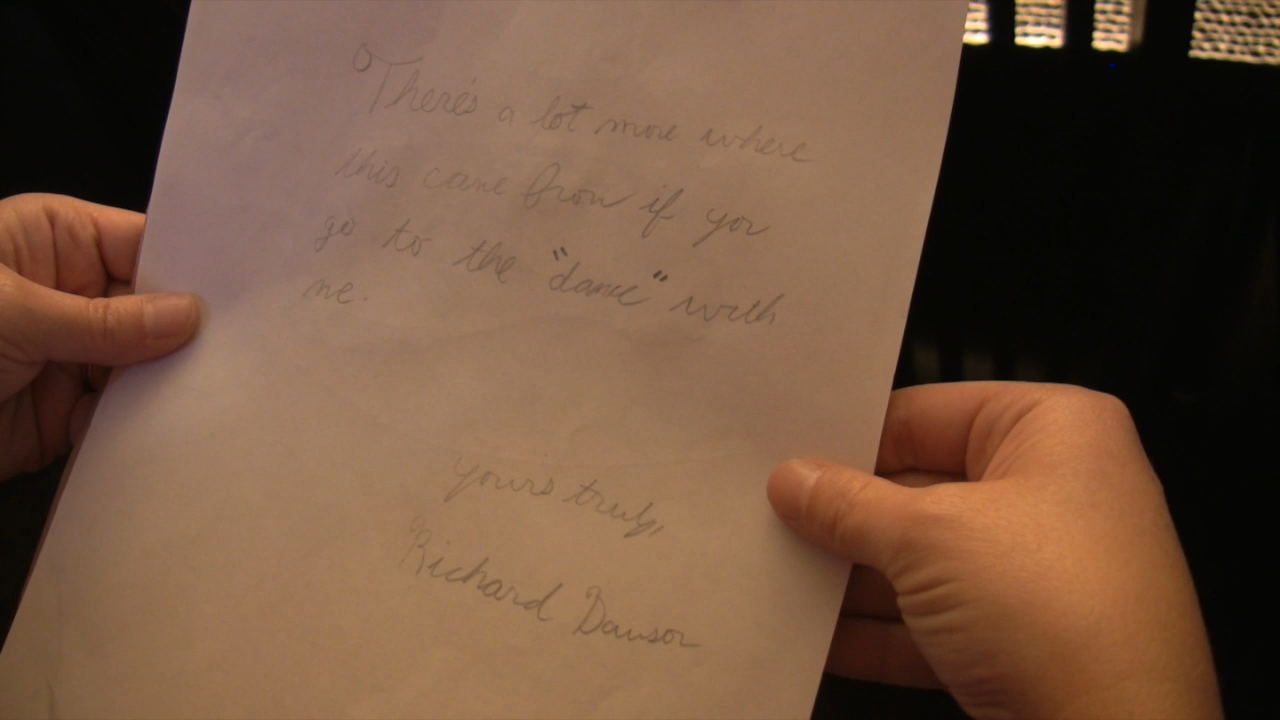 There's a lot more where
this came from if you
go to the "dance" with
me.
yours truly,
Richard Dawson